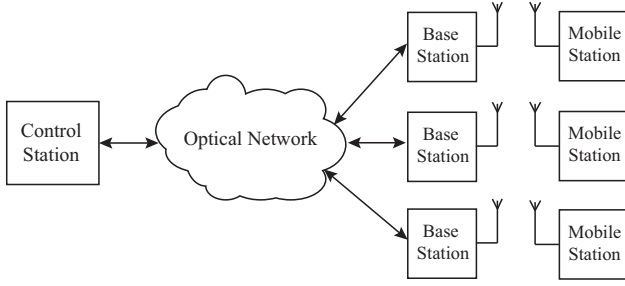 Base
Station
Mobile
Station
Control
Station
Optical Network
Base
Station
Mobile
Station
Base
Station
Mobile
Station